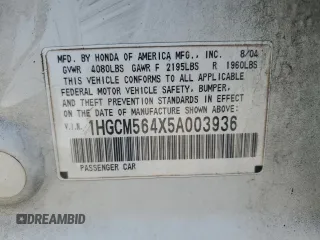 MFD. BY HONDA OF AMERICA MFG., INC. 8/04
GVWR 4080LBS GAWR F 2195LBS R 1960LBS
THIS VEHICLE CONFORMS TO ALL APPLICABLE
FEDERAL MOTOR VEHICLE SAFETY, BUMPER,
AND THEFT PREVENTION STANDARDS IN EFFECT
ON THE DATE OF MANUFACTURE SHOWN ABOVE.
V.I.N. 1HGCM564X5A003936
PASSENGER CAR
DREAMBID